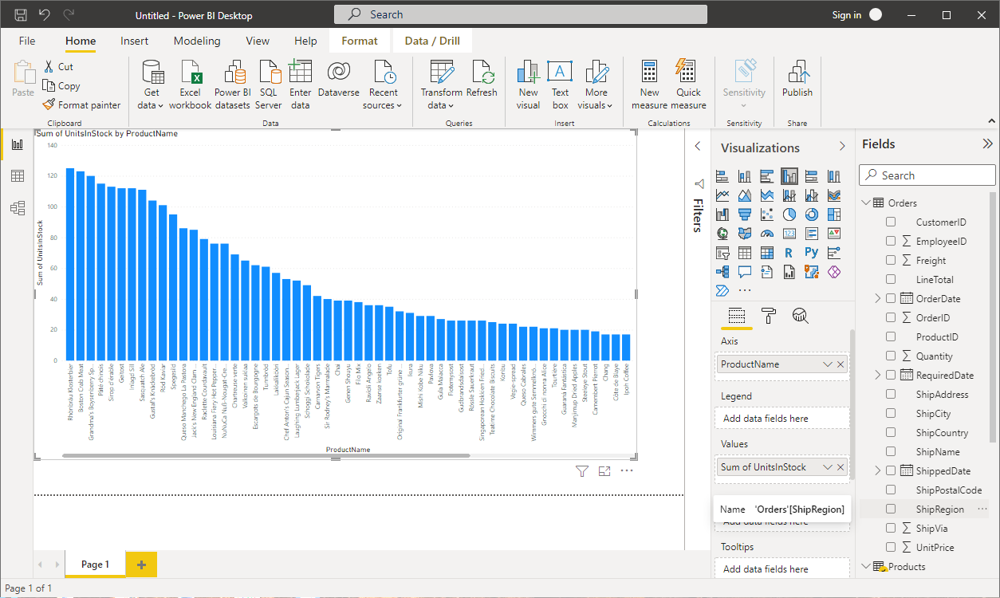 Untitled - Power BI Desktop
Search
Sign in
File Home Insert Modeling View Help Format Data / Drill
Paste
Cut
Copy
Format painter
Clipboard
Get data
Excel workbook
Power BI datasets
SQL Server
Enter data
Dataverse
Recent sources
Data
Transform data
Refresh
Queries
New visual
Text box
More visuals
Insert
New measure
Quick measure
Calculations
Sensitivity
Sensitivity
Publish
Share
Sum of UnitsInStock by ProductName
140
120
100
80
60
40
20
0
Sum of UnitsInStock
Rhönbräu Klosterbier
Boston Crab Meat
Grandma's Boysenberry Sp...
Pâté chinois
Sirop d'érable
Geitost
Inlagd Sill
Sasquatch Ale
Gustaf's Knäckebröd
Röd Kaviar
Spegesild
Queso Manchego La Pastora
Jack's New England Clam ...
Raclette Courdavault
Louisiana Fiery Hot Pepper...
NuNuCa Nuß-Nougat-Cre...
Chartreuse verte
Valkoinen suklaa
Escargots de Bourgogne
Tunnbröd
Lakkalikööri
Chef Anton's Cajun Season...
Laughing Lumberjack Lager
Schoggi Schokolade
Carnarvon Tigers
Sir Rodney's Marmalade
Chai
Genen Shouyu
Filo Mix
Ravioli Angelo
Zaanse koeken
Tofu
Original Frankfurter grüne ...
Ikura
Mishi Kobe Niku
Pavlova
Gula Malacca
Flotemysost
Gudbrandsdalsost
Rössle Sauerkraut
Singaporean Hokkien Fried...
Teatime Chocolate Biscuits
Konbu
Vegie-spread
Queso Cabrales
Wimmers gute Semmelknö...
Gnocchi di nonna Alice
Tourtière
Guaraná Fantástica
Manjimup Dried Apples
Steeleye Stout
Camembert Pierrot
Chang
Côte de Blaye
Ipoh Coffee
ProductName
Filters
Visualizations
123
R
Py
Axis
ProductName
Legend
Add data fields here
Values
Sum of UnitsInStock
Name 'Orders'[ShipRegion]
Add data fields here
Tooltips
Add data fields here
Fields
Search
Orders
CustomerID
EmployeeID
Freight
LineTotal
OrderDate
OrderID
ProductID
Quantity
RequiredDate
ShipAddress
ShipCity
ShipCountry
ShipName
ShippedDate
ShipPostalCode
ShipRegion
ShipVia
UnitPrice
Products
Page 1
Page 1 of 1